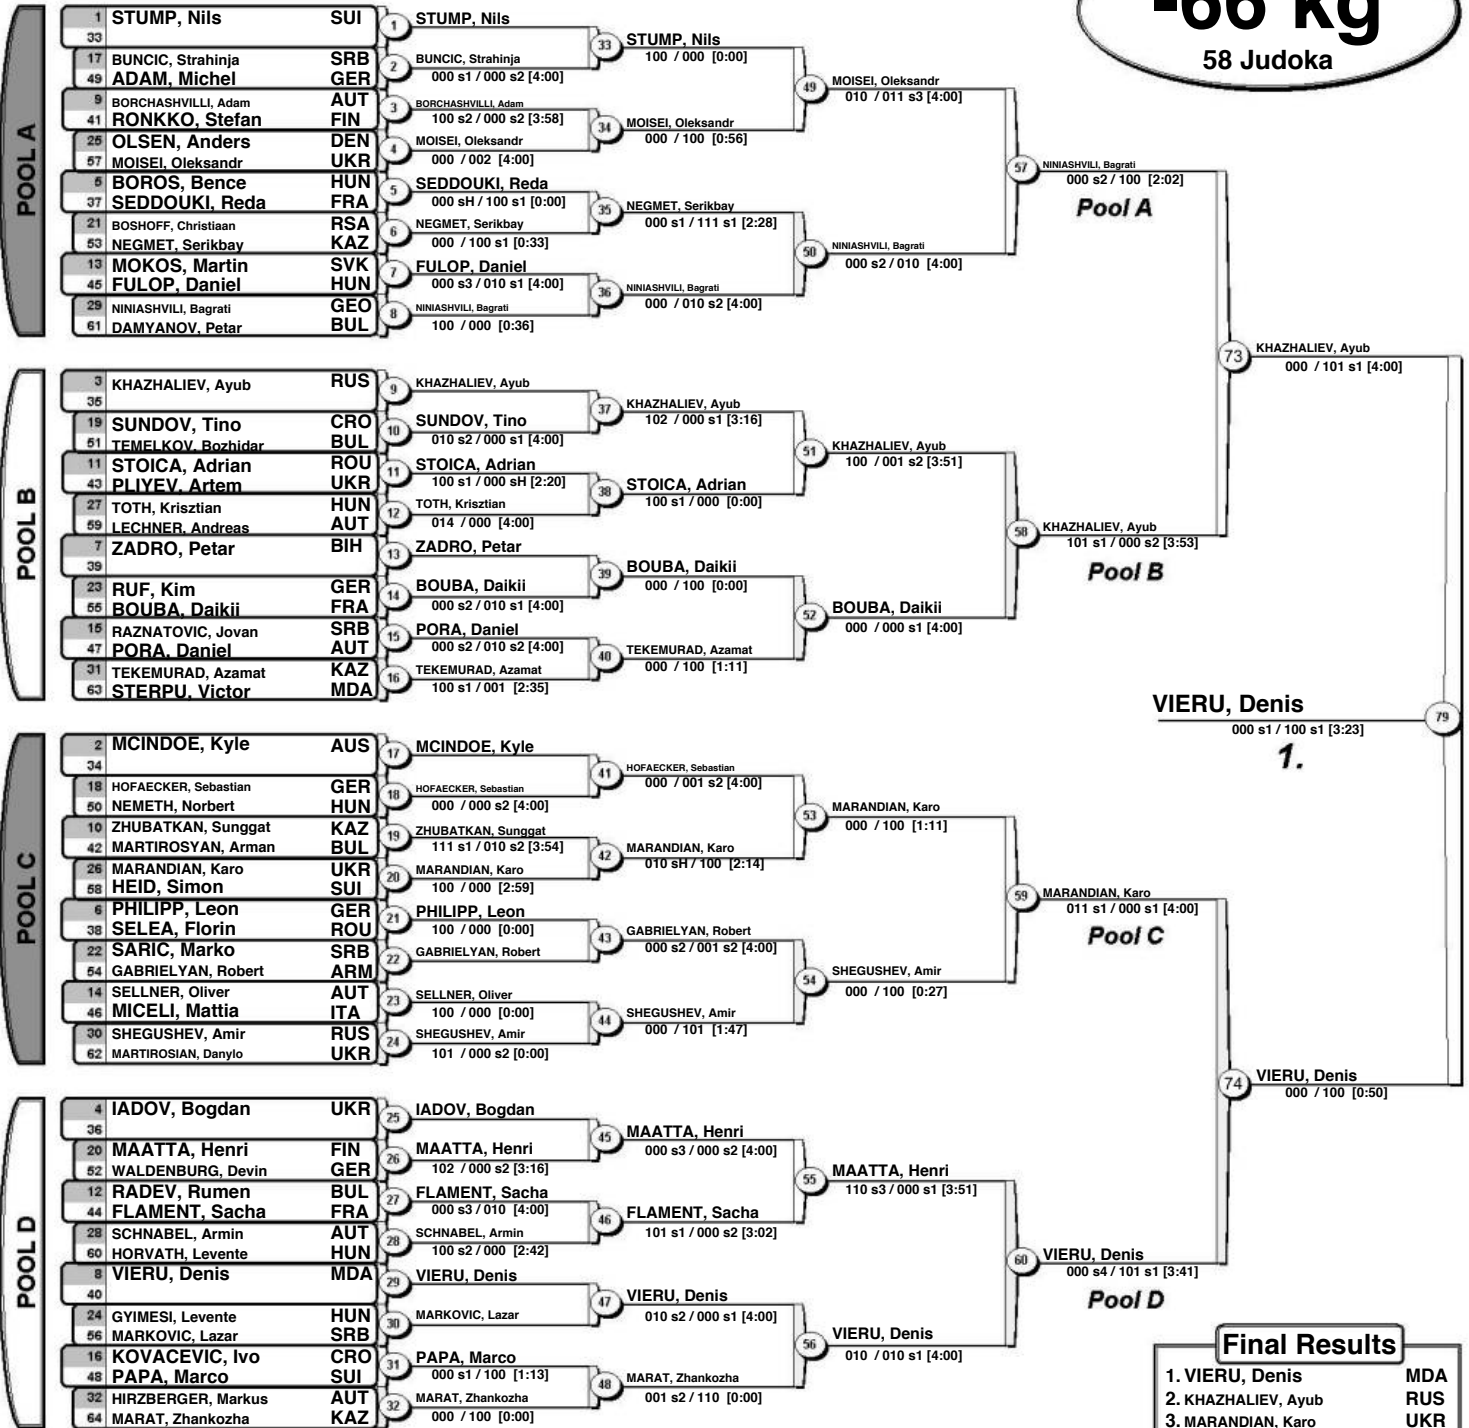 -66 kg
58 Judoka
POOL A
1 STUMP, Nils SUI
33
17 BUNCIC, Strahinja SRB
49 ADAM, Michel GER
9 BORCHASHVILLI, Adam AUT
41 RONKKO, Stefan FIN
25 OLSEN, Anders DEN
57 MOISEI, Oleksandr UKR
5 BOROS, Bence HUN
37 SEDDOUKI, Reda FRA
21 BOSHOFF, Christiaan RSA
53 NEGMET, Serikbay KAZ
13 MOKOS, Martin SVK
45 FULOP, Daniel HUN
29 NINIASHVILI, Bagrati GEO
61 DAMYANOV, Petar BUL
1 STUMP, Nils
2 BUNCIC, Strahinja
000 s1 / 000 s2 [4:00]
3 BORCHASHVILLI, Adam
100 s2 / 000 s2 [3:58]
4 MOISEI, Oleksandr
000 / 002 [4:00]
5 SEDDOUKI, Reda
000 sH / 100 s1 [0:00]
6 NEGMET, Serikbay
000 / 100 s1 [0:33]
7 FULOP, Daniel
000 s3 / 010 s1 [4:00]
8 NINIASHVILI, Bagrati
100 / 000 [0:36]
33 STUMP, Nils
100 / 000 [0:00]
34 MOISEI, Oleksandr
000 / 100 [0:56]
35 NEGMET, Serikbay
000 s1 / 111 s1 [2:28]
36 NINIASHVILI, Bagrati
000 / 010 s2 [4:00]
49 MOISEI, Oleksandr
010 / 011 s3 [4:00]
50 NINIASHVILI, Bagrati
000 s2 / 010 [4:00]
57 NINIASHVILI, Bagrati
000 s2 / 100 [2:02]
Pool A
POOL B
3 KHAZHALIEV, Ayub RUS
35
19 SUNDOV, Tino CRO
51 TEMELKOV, Bozhidar BUL
11 STOICA, Adrian ROU
43 PLIYEV, Artem UKR
27 TOTH, Krisztian HUN
59 LECHNER, Andreas AUT
7 ZADRO, Petar BIH
39
23 RUF, Kim GER
55 BOUBA, Daikii FRA
15 RAZNATOVIC, Jovan SRB
47 PORA, Daniel AUT
31 TEKEMURAD, Azamat KAZ
63 STERPU, Victor MDA
9 KHAZHALIEV, Ayub
10 SUNDOV, Tino
010 s2 / 000 s1 [4:00]
11 STOICA, Adrian
100 s1 / 000 sH [2:20]
12 TOTH, Krisztian
014 / 000 [4:00]
13 ZADRO, Petar
14 BOUBA, Daikii
000 s2 / 010 s1 [4:00]
15 PORA, Daniel
000 s2 / 010 s2 [4:00]
16 TEKEMURAD, Azamat
100 s1 / 001 [2:35]
37 KHAZHALIEV, Ayub
102 / 000 s1 [3:16]
38 STOICA, Adrian
100 s1 / 000 [0:00]
39 BOUBA, Daikii
000 / 100 [0:00]
40 TEKEMURAD, Azamat
000 / 100 [1:11]
51 KHAZHALIEV, Ayub
100 / 001 s2 [3:51]
52 BOUBA, Daikii
000 / 000 s1 [4:00]
58 KHAZHALIEV, Ayub
101 s1 / 000 s2 [3:53]
Pool B
73 KHAZHALIEV, Ayub
000 / 101 s1 [4:00]
VIERU, Denis 79
000 s1 / 100 s1 [3:23]
1.
POOL C
2 MCINDOE, Kyle AUS
34
18 HOFAECKER, Sebastian GER
50 NEMETH, Norbert HUN
10 ZHUBATKAN, Sunggat KAZ
42 MARTIROSYAN, Arman BUL
26 MARANDIAN, Karo UKR
58 HEID, Simon SUI
6 PHILIPP, Leon GER
38 SELEA, Florin ROU
22 SARIC, Marko SRB
54 GABRIELYAN, Robert ARM
14 SELLNER, Oliver AUT
46 MICELI, Mattia ITA
30 SHEGUSHEV, Amir RUS
62 MARTIROSIAN, Danylo UKR
17 MCINDOE, Kyle
18 HOFAECKER, Sebastian
000 / 000 s2 [4:00]
19 ZHUBATKAN, Sunggat
111 s1 / 010 s2 [3:54]
20 MARANDIAN, Karo
100 / 000 [2:59]
21 PHILIPP, Leon
100 / 000 [0:00]
22 GABRIELYAN, Robert
23 SELLNER, Oliver
100 / 000 [0:00]
24 SHEGUSHEV, Amir
101 / 000 s2 [0:00]
41 HOFAECKER, Sebastian
000 / 001 s2 [4:00]
42 MARANDIAN, Karo
010 sH / 100 [2:14]
43 GABRIELYAN, Robert
000 s2 / 001 s2 [4:00]
44 SHEGUSHEV, Amir
000 / 101 [1:47]
53 MARANDIAN, Karo
000 / 100 [1:11]
54 SHEGUSHEV, Amir
000 / 100 [0:27]
59 MARANDIAN, Karo
011 s1 / 000 s1 [4:00]
Pool C
74 VIERU, Denis
000 / 100 [0:50]
POOL D
4 IADOV, Bogdan UKR
36
20 MAATTA, Henri FIN
52 WALDENBURG, Devin GER
12 RADEV, Rumen BUL
44 FLAMENT, Sacha FRA
28 SCHNABEL, Armin AUT
60 HORVATH, Levente HUN
8 VIERU, Denis MDA
40
24 GYIMESI, Levente HUN
56 MARKOVIC, Lazar SRB
16 KOVACEVIC, Ivo CRO
48 PAPA, Marco SUI
32 HIRZBERGER, Markus AUT
64 MARAT, Zhankozha KAZ
25 IADOV, Bogdan
26 MAATTA, Henri
102 / 000 s2 [3:16]
27 FLAMENT, Sacha
000 s3 / 010 [4:00]
28 SCHNABEL, Armin
100 s2 / 000 [2:42]
29 VIERU, Denis
30 MARKOVIC, Lazar
31 PAPA, Marco
000 s1 / 100 [1:13]
32 MARAT, Zhankozha
000 / 100 [0:00]
45 MAATTA, Henri
000 s3 / 000 s2 [4:00]
46 FLAMENT, Sacha
101 s1 / 000 s2 [3:02]
47 VIERU, Denis
010 s2 / 000 s1 [4:00]
48 MARAT, Zhankozha
001 s2 / 110 [0:00]
55 MAATTA, Henri
110 s3 / 000 s1 [3:51]
56 VIERU, Denis
010 / 010 s1 [4:00]
60 VIERU, Denis
000 s4 / 101 s1 [3:41]
Pool D
Final Results
1. VIERU, Denis MDA
2. KHAZHALIEV, Ayub RUS
3. MARANDIAN, Karo UKR